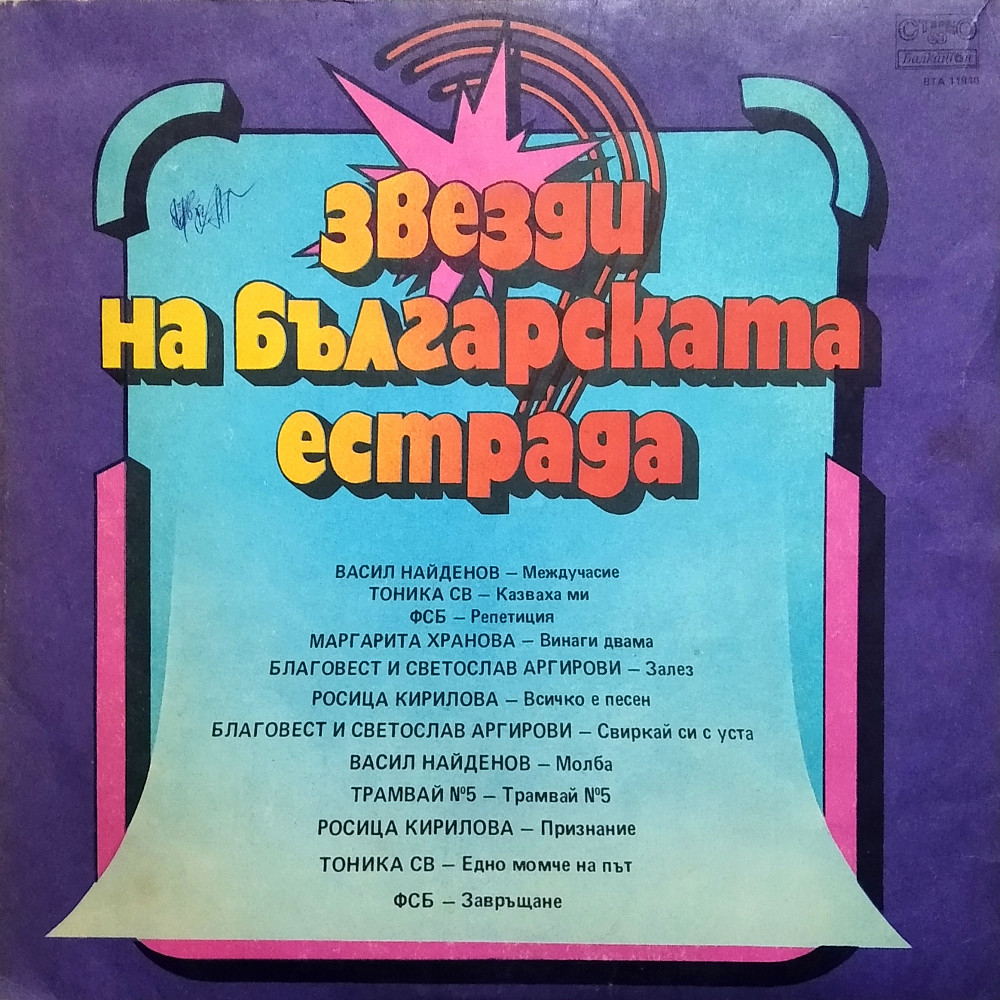 СТЕРЕО
Балкантон
звезди
на българската
естрада
ВАСИЛ НАЙДЕНОВ – Междучасие
ТОНИКА СВ – Казваха ми
ФСБ – Репетиция
МАРГАРИТА ХРАНОВА – Винаги двама
БЛАГОВЕСТ И СВЕТОСЛАВ АРГИРОВИ – Залез
РОСИЦА КИРИЛОВА – Всичко е песен
БЛАГОВЕСТ И СВЕТОСЛАВ АРГИРОВИ – Свиркай си с уста
ВАСИЛ НАЙДЕНОВ – Молба
ТРАМВАЙ №5 – Трамвай №5
РОСИЦА КИРИЛОВА – Признание
ТОНИКА СВ – Едно момче на път
ФСБ – Завръщане